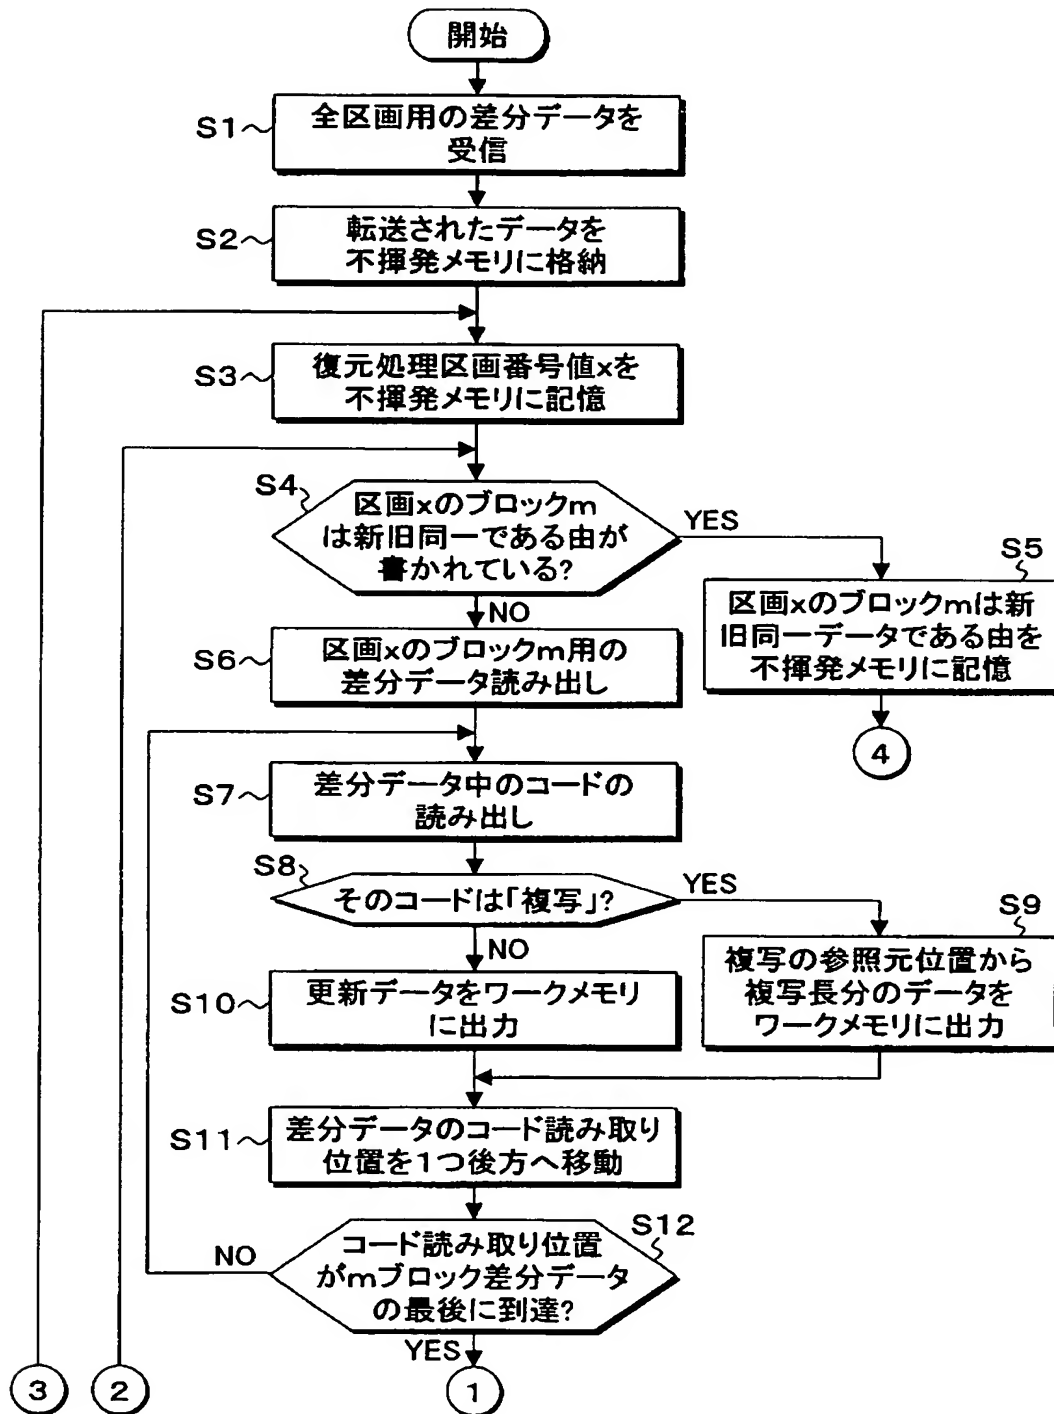 開始
S1
全区画用の差分データを
受信
S2
転送されたデータを
不揮発メモリに格納
S3
復元処理区画番号値xを
不揮発メモリに記憶
S4
区画xのブロックm
は新旧同一である由が
書かれている?
YES
NO
S5
区画xのブロックmは新
旧同一データである由を
不揮発メモリに記憶
4
S6
区画xのブロックm用の
差分データ読み出し
S7
差分データ中のコードの
読み出し
S8
そのコードは「複写」?
YES
NO
S9
複写の参照元位置から
複写長分のデータを
ワークメモリに出力
S10
更新データをワークメモリ
に出力
S11
差分データのコード読み取り
位置を1つ後方へ移動
S12
コード読み取り位置
がmブロック差分データ
の最後に到達?
NO
YES
3
2
1